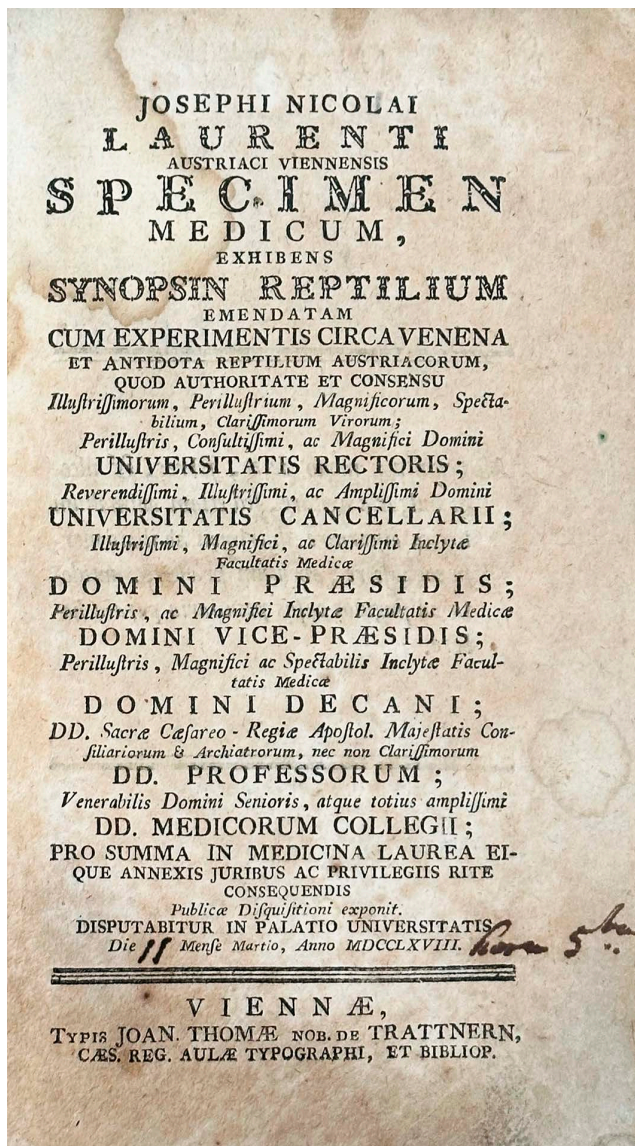 JOSEPHI NICOLAI
LAURENTI
AUSTRIACI VIENNENSIS
SPECIMEN
MEDICUM,
EXHIBENS
SYNOPSIN REPTILIUM
EMENDATAM
CUM EXPERIMENTIS CIRCA VENENA
ET ANTIDOTA REPTILIUM AUSTRIACORUM,
QUOD AUTHORITATE ET CONSENSU
Illuſtriſſimorum, Perilluſtrium, Magnificorum, Specta-
bilium, Clariſſimorum Virorum;
Perilluſtris, Conſultiſſimi, ac Magnifici Domini
UNIVERSITATIS RECTORIS;
Reverendiſſimi, Illuſtriſſimi, ac Ampliſſimi Domini
UNIVERSITATIS CANCELLARII;
Illuſtriſſimi, Magnifici, ac Clariſſimi Inclytæ
Facultatis Medicæ
DOMINI PRÆSIDIS;
Perilluſtris, ac Magnifici Inclytæ Facultatis Medicæ
DOMINI VICE-PRÆSIDIS;
Perilluſtris, Magnifici ac Spectabilis Inclytæ Facul-
tatis Medicæ
DOMINI DECANI;
DD. Sacræ Cæſareo-Regiæ Apoſtol. Majeſtatis Con-
ſiliariorum & Archiatrorum, nec non Clariſſimorum
DD. PROFESSORUM;
Venerabilis Domini Senioris, atque totius ampliſſimi
DD. MEDICORUM COLLEGII;
PRO SUMMA IN MEDICINA LAUREA EI-
QUE ANNEXIS JURIBUS AC PRIVILEGIIS RITE
CONSEQUENDIS
Publicæ Diſquiſitioni exponit.
DISPUTABITUR IN PALATIO UNIVERSITATIS
Die 11 Menſe Martio, Anno MDCCLXVIII. hora 5
VIENNÆ,
TYPIS JOAN. THOMÆ NOB. DE TRATTNERN,
CÆS. REG. AULÆ TYPOGRAPHI, ET BIBLIOP.